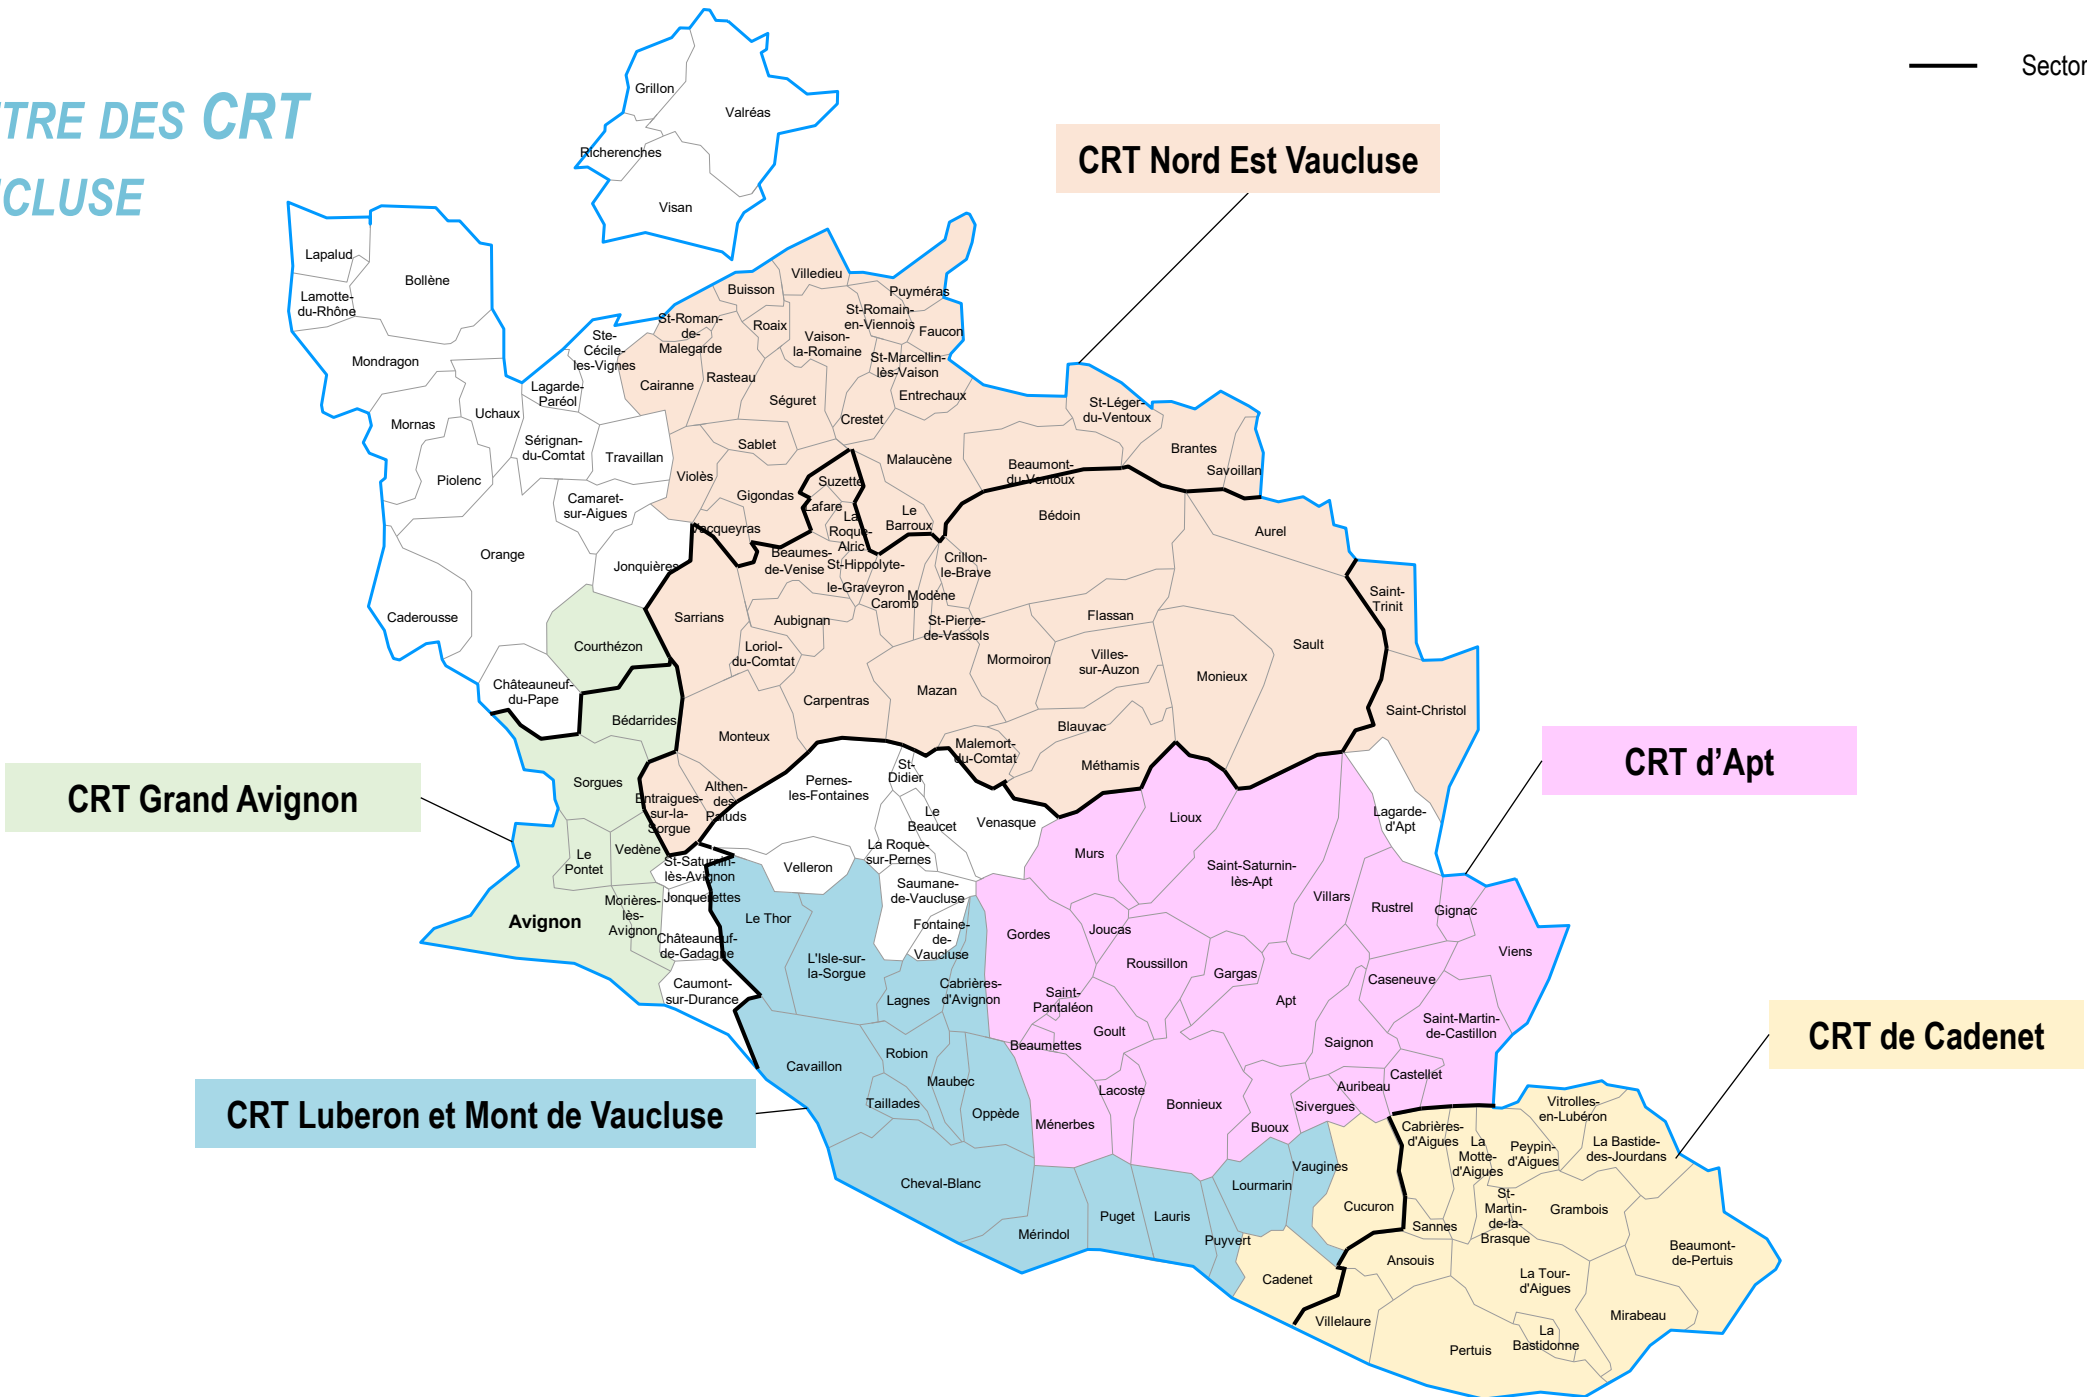 TRE DES CRT
CLUSE
Sector
CRT Nord Est Vaucluse
CRT Grand Avignon
CRT d'Apt
CRT de Cadenet
CRT Luberon et Mont de Vaucluse
Grillon
Valréas
Richerenches
Visan
Lapalud
Bollène
Lamotte-
du-Rhône
Mondragon
Mornas
Uchaux
Piolenc
Lagarde-
Paréol
Ste-
Cécile-
les-Vignes
Sérignan-
du-Comtat
Travaillan
Camaret-
sur-Aigues
Orange
Jonquières
Caderousse
Châteauneuf-
du-Pape
Courthézon
Bédarrides
Sorgues
Le
Pontet
Vedène
Avignon
Morières-
lès-
Avignon
Entraigues-
sur-la-
Sorgue
Althen-
des
Paluds
St-Saturnin-
lès-Avignon
Jonquerettes
Châteauneuf-
de-Gadagne
Caumont-
sur-Durance
Villedieu
Buisson
Puyméras
St-Roman-
de-
Malegarde
Roaix
St-Romain-
en-Viennois
Vaison-
la-Romaine
Faucon
St-Marcellin-
lès-Vaison
Cairanne
Rasteau
Séguret
Entrechaux
Crestet
Sablet
Violès
Gigondas
Vacqueyras
Suzette
Lafare
La
Roque-
Alric
Malaucène
Le
Barroux
Beaumont-
du-Ventoux
St-Léger-
du-Ventoux
Brantes
Savoillan
Bédoin
Aurel
Saint-
Trinit
Beaumes-
de-Venise
St-Hippolyte-
le-Graveyron
Crillon-
le-Brave
Caromb
Modène
St-Pierre-
de-Vassols
Sarrians
Aubignan
Loriol-
du-Comtat
Flassan
Mormoiron
Villes-
sur-Auzon
Monieux
Sault
Saint-Christol
Monteux
Carpentras
Mazan
Blauvac
Malemort-
du-Comtat
Méthamis
Pernes-
les-Fontaines
St-
Didier
Le
Beaucet
Venasque
La Roque-
sur-Pernes
Velleron
Saumane-
de-Vaucluse
Fontaine-
de-
Vaucluse
Lagarde-
d'Apt
Lioux
Murs
Saint-Saturnin-
lès-Apt
Villars
Rustrel
Gignac
Viens
Gordes
Joucas
Roussillon
Gargas
Apt
Caseneuve
Saint-Martin-
de-Castillon
Saint-
Pantaléon
Goult
Beaumettes
Saignon
Castellet
Auribeau
Sivergues
Lacoste
Bonnieux
Ménerbes
Buoux
Le Thor
L'Isle-sur-
la-Sorgue
Lagnes
Cabrières-
d'Avignon
Cavaillon
Robion
Maubec
Taillades
Oppède
Cheval-Blanc
Mérindol
Puget
Lauris
Puyvert
Lourmarin
Vaugines
Cucuron
Cadenet
Cabrières-
d'Aigues
La
Motte-
d'Aigues
Peypin-
d'Aigues
Vitrolles-
en-Lubéron
La Bastide-
des-Jourdans
St-
Martin-
de-la-
Brasque
Grambois
Sannes
Ansouis
La Tour-
d'Aigues
Beaumont-
de-Pertuis
Mirabeau
La
Bastidonne
Villelaure
Pertuis